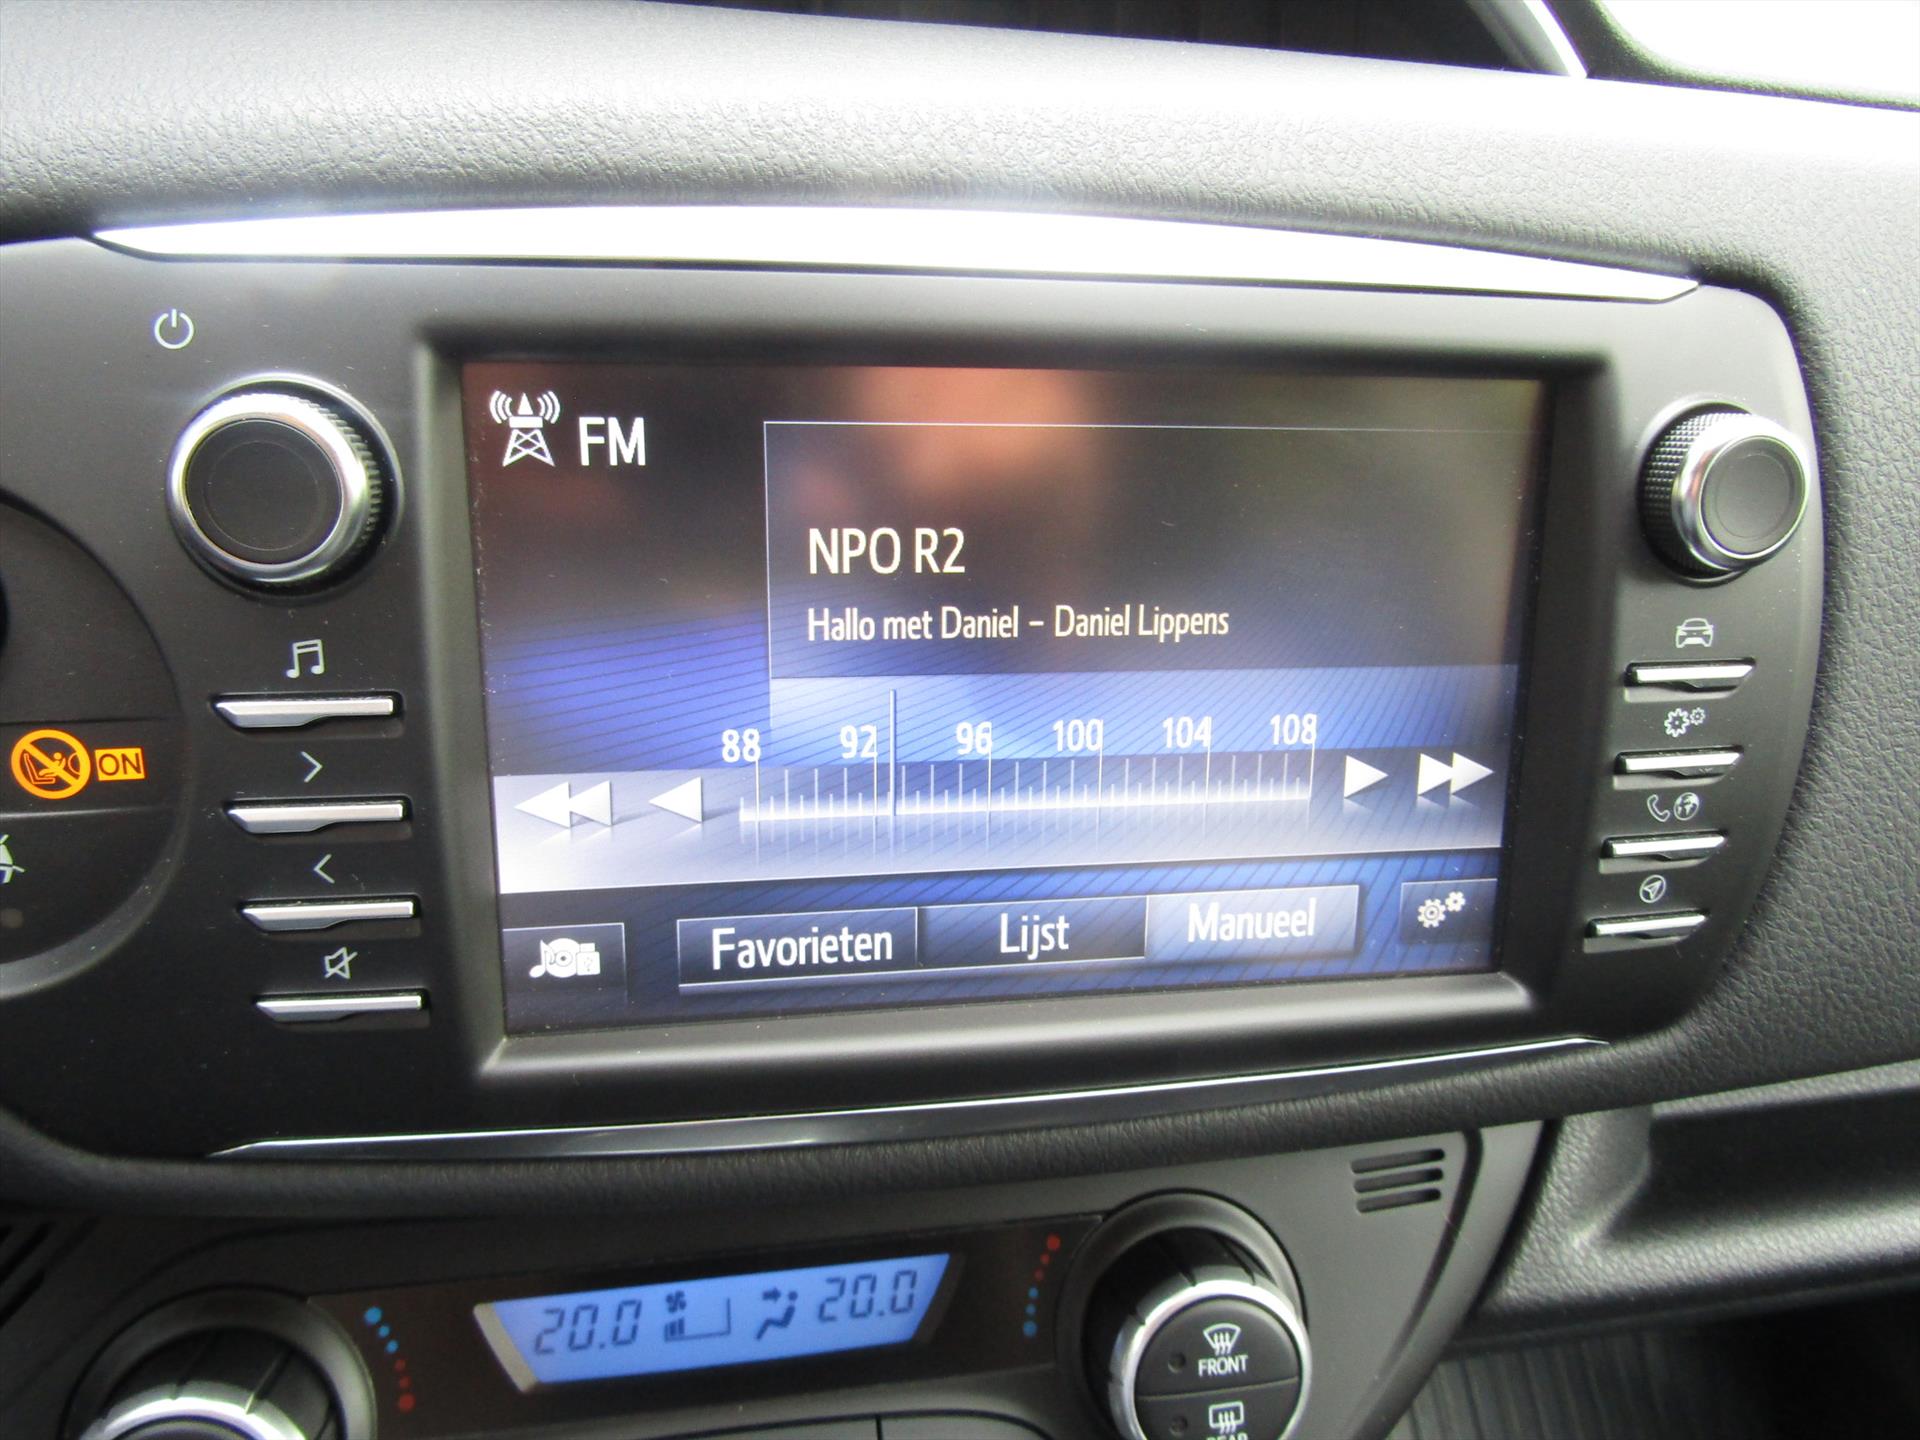 FM
NPO R2
Hallo met Daniel - Daniel Lippens
88 92 96 100 104 108
ON
Favorieten Lijst Manueel
20.0 20.0
FRONT
REAR